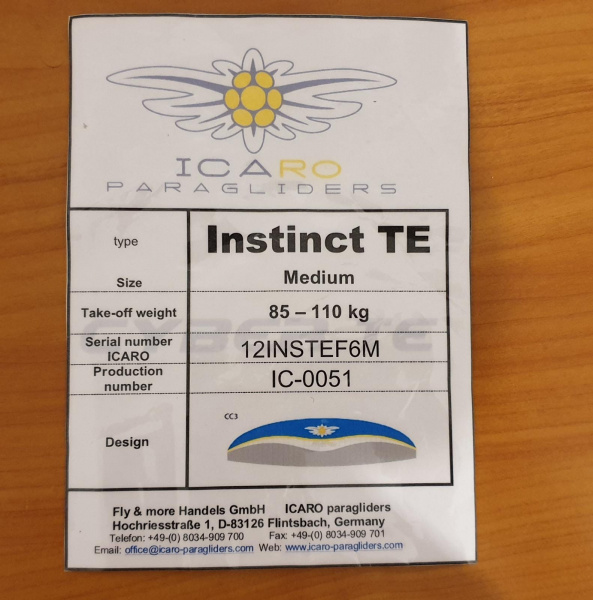 ICARO
PARAGLIDERS
type
Instinct TE
Size
Medium
Take-off weight
85 – 110 kg
Serial number
ICARO
12INSTEF6M
Production
number
IC-0051
Design
CC3
Fly & more Handels GmbH ICARO paragliders
Hochriesstraße 1, D-83126 Flintsbach, Germany
Telefon: +49-(0) 8034-909 700 Fax: +49-(0) 8034-909 701
Email: office@icaro-paragliders.com Web: www.icaro-paragliders.com